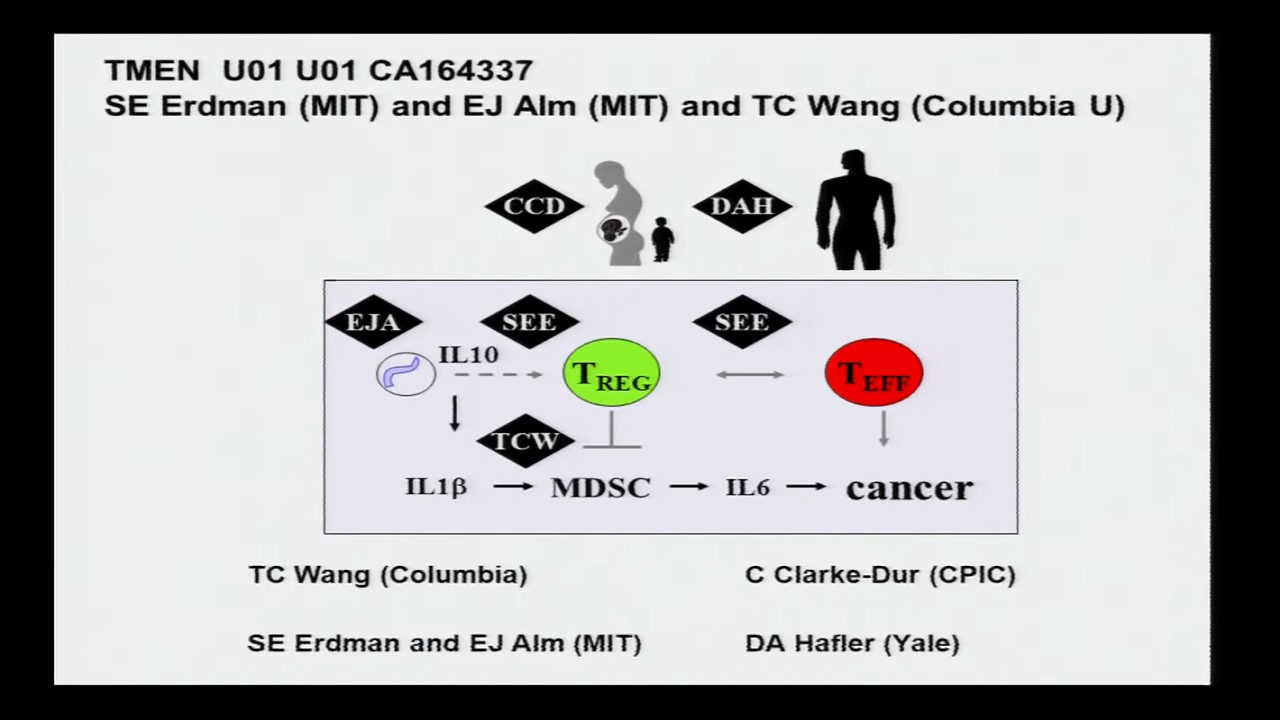 TMEN U01 U01 CA164337
SE Erdman (MIT) and EJ Alm (MIT) and TC Wang (Columbia U)
CCD DAH
EJA SEE SEE
IL10
TREG TEFF
TCW
IL1β MDSC IL6 cancer
TC Wang (Columbia) C Clarke-Dur (CPIC)
SE Erdman and EJ Alm (MIT) DA Hafler (Yale)